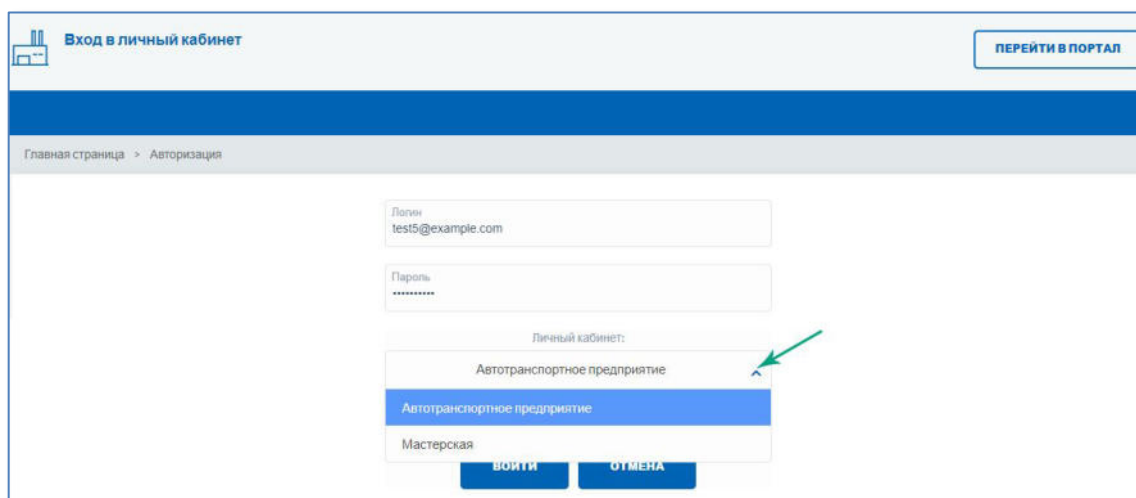 Вход в личный кабинет
ПЕРЕЙТИ В ПОРТАЛ
Главная страница > Авторизация
Логин
test5@example.com
Пароль
••••••••••
Личный кабинет:
Автотранспортное предприятие
Автотранспортное предприятие
Мастерская
ВОЙТИ ОТМЕНА